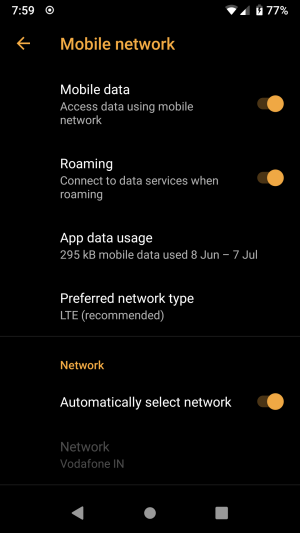 7:59 77%
Mobile network
Mobile data
Access data using mobile
network
Roaming
Connect to data services when
roaming
App data usage
295 kB mobile data used 8 Jun – 7 Jul
Preferred network type
LTE (recommended)
Network
Automatically select network
Network
Vodafone IN